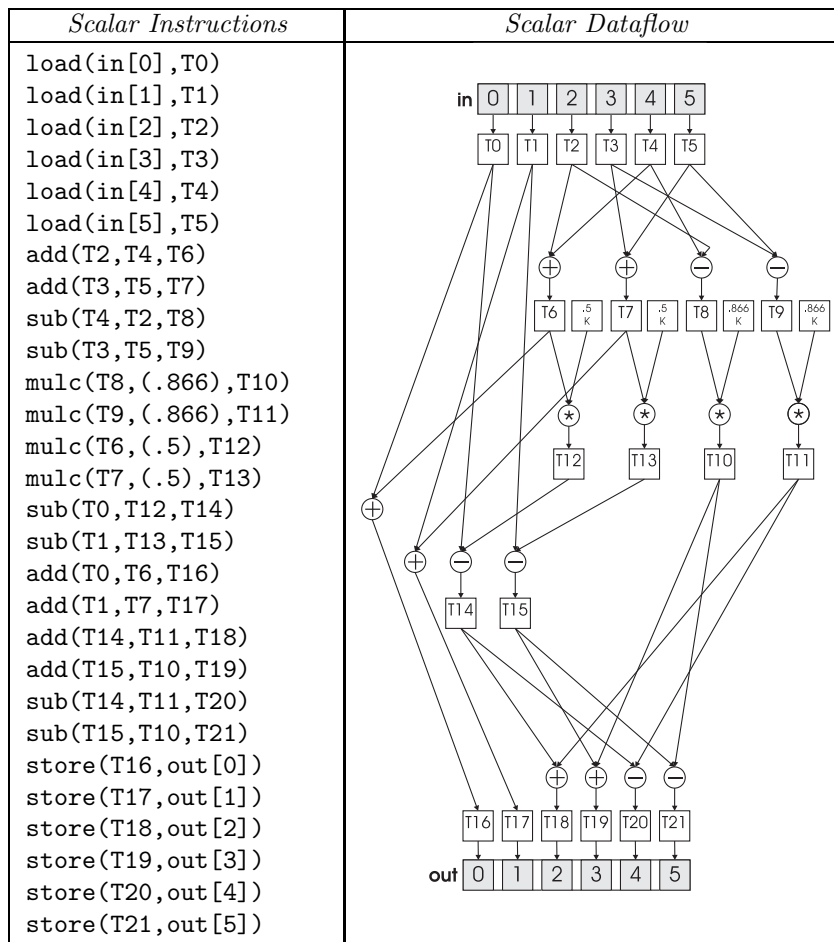 Scalar Instructions
Scalar Dataflow
load(in[0],T0)
load(in[1],T1)
load(in[2],T2)
load(in[3],T3)
load(in[4],T4)
load(in[5],T5)
add(T2,T4,T6)
add(T3,T5,T7)
sub(T4,T2,T8)
sub(T3,T5,T9)
mulc(T8,(.866),T10)
mulc(T9,(.866),T11)
mulc(T6,(.5),T12)
mulc(T7,(.5),T13)
sub(T0,T12,T14)
sub(T1,T13,T15)
add(T0,T6,T16)
add(T1,T7,T17)
add(T14,T11,T18)
add(T15,T10,T19)
sub(T14,T11,T20)
sub(T15,T10,T21)
store(T16,out[0])
store(T17,out[1])
store(T18,out[2])
store(T19,out[3])
store(T20,out[4])
store(T21,out[5])
in 0 1 2 3 4 5
T0 T1 T2 T3 T4 T5
+ + − −
T6 .5 K T7 .5 K T8 .866 K T9 .866 K
* * * *
T12 T13 T10 T11
+
+ − −
T14 T15
+ + − −
T16 T17 T18 T19 T20 T21
out 0 1 2 3 4 5